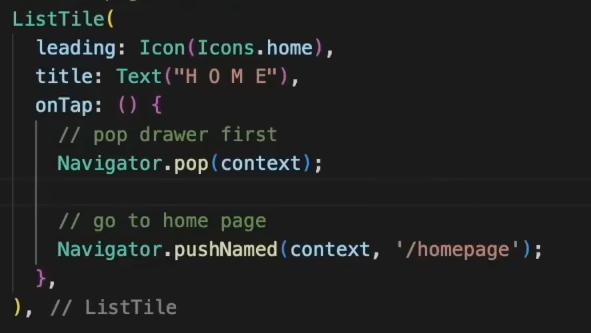 ListTile(
leading: Icon(Icons.home),
title: Text("H O M E"),
onTap: () {
// pop drawer first
Navigator.pop(context);
// go to home page
Navigator.pushNamed(context, '/homepage');
},
), // ListTile